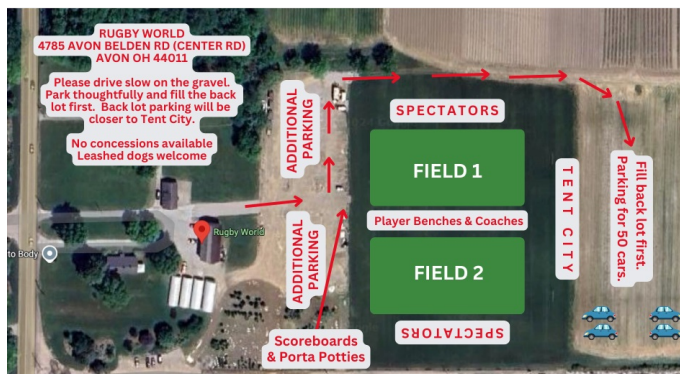 RUGBY WORLD
4785 AVON BELDEN RD (CENTER RD)
AVON OH 44011
Please drive slow on the gravel.
Park thoughtfully and fill the back
lot first. Back lot parking will be
closer to Tent City.
No concessions available
Leashed dogs welcome
ADDITIONAL
PARKING
SPECTATORS
FIELD 1
Player Benches & Coaches
FIELD 2
SPECTATORS
TENT CITY
Fill back lot first.
Parking for 50 cars.
Rugby World
to Body
ADDITIONAL
PARKING
Scoreboards
& Porta Potties